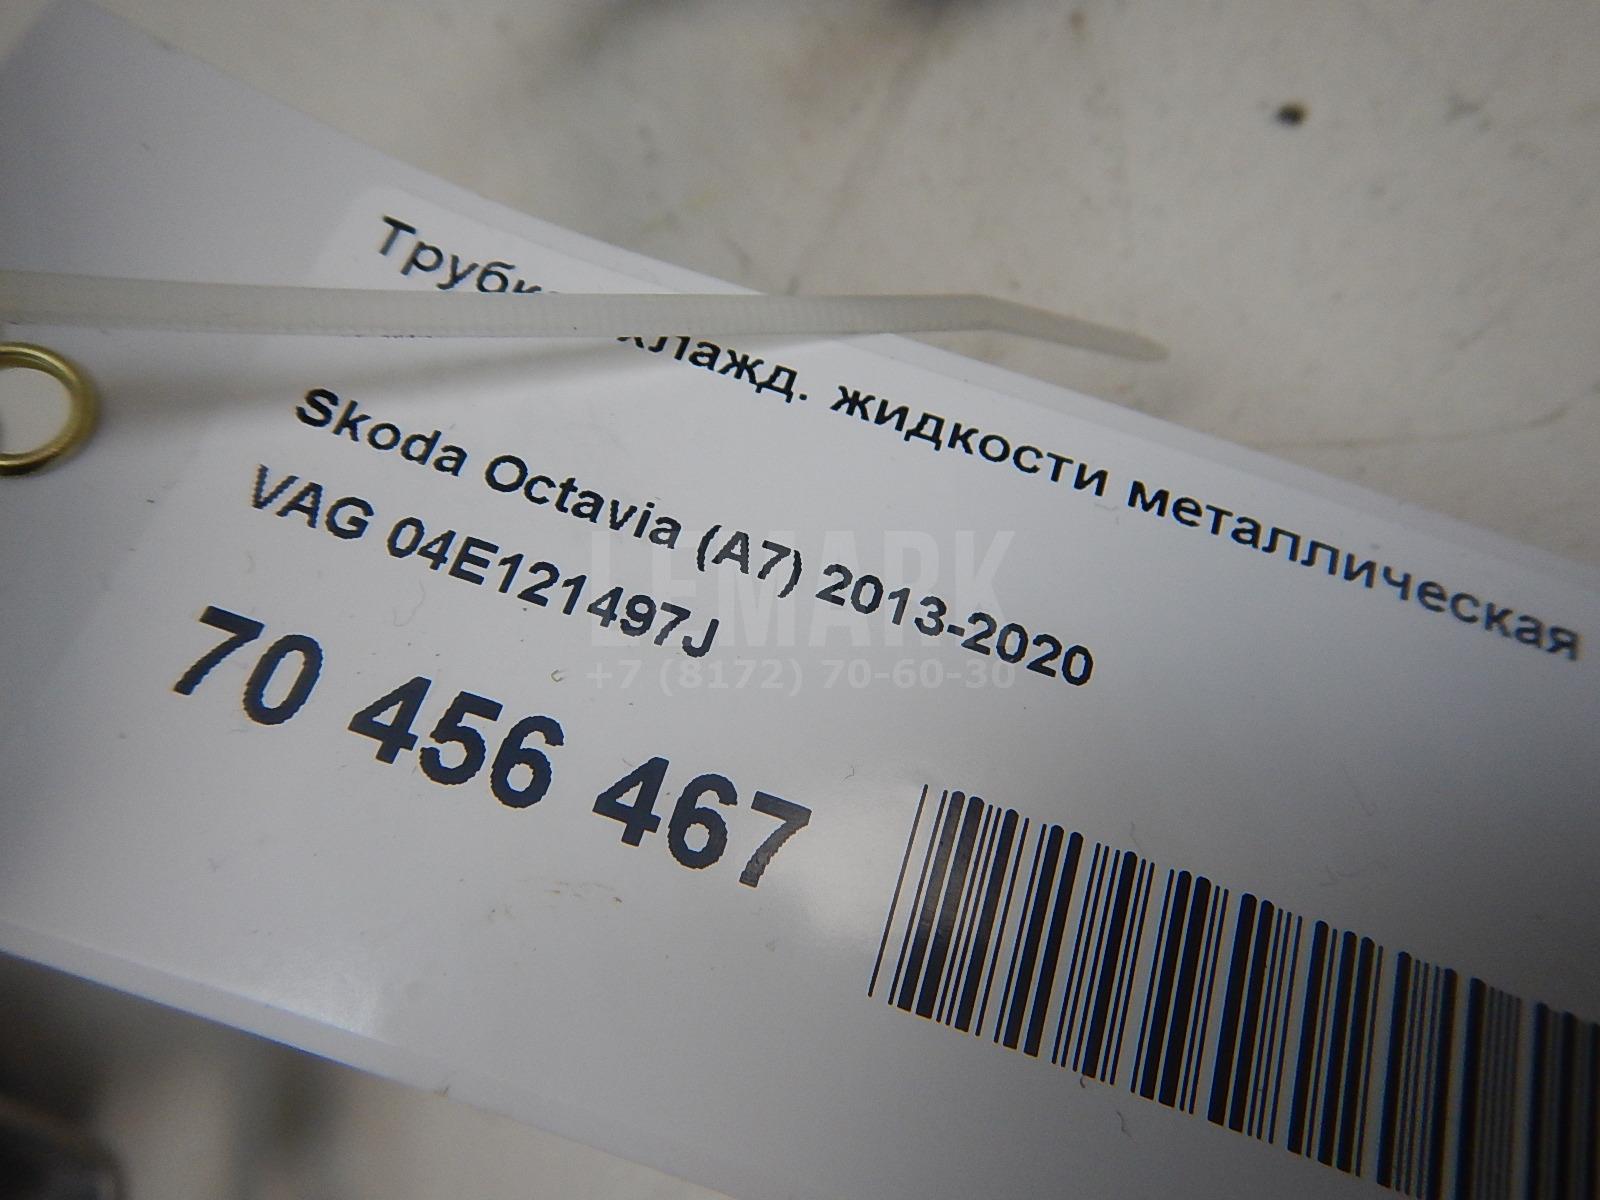 Трубка охлажд. жидкости металлическая
Skoda Octavia (A7) 2013-2020
VAG 04E121497J
70 456 467
LEMARK
+7 (8172) 70-60-30